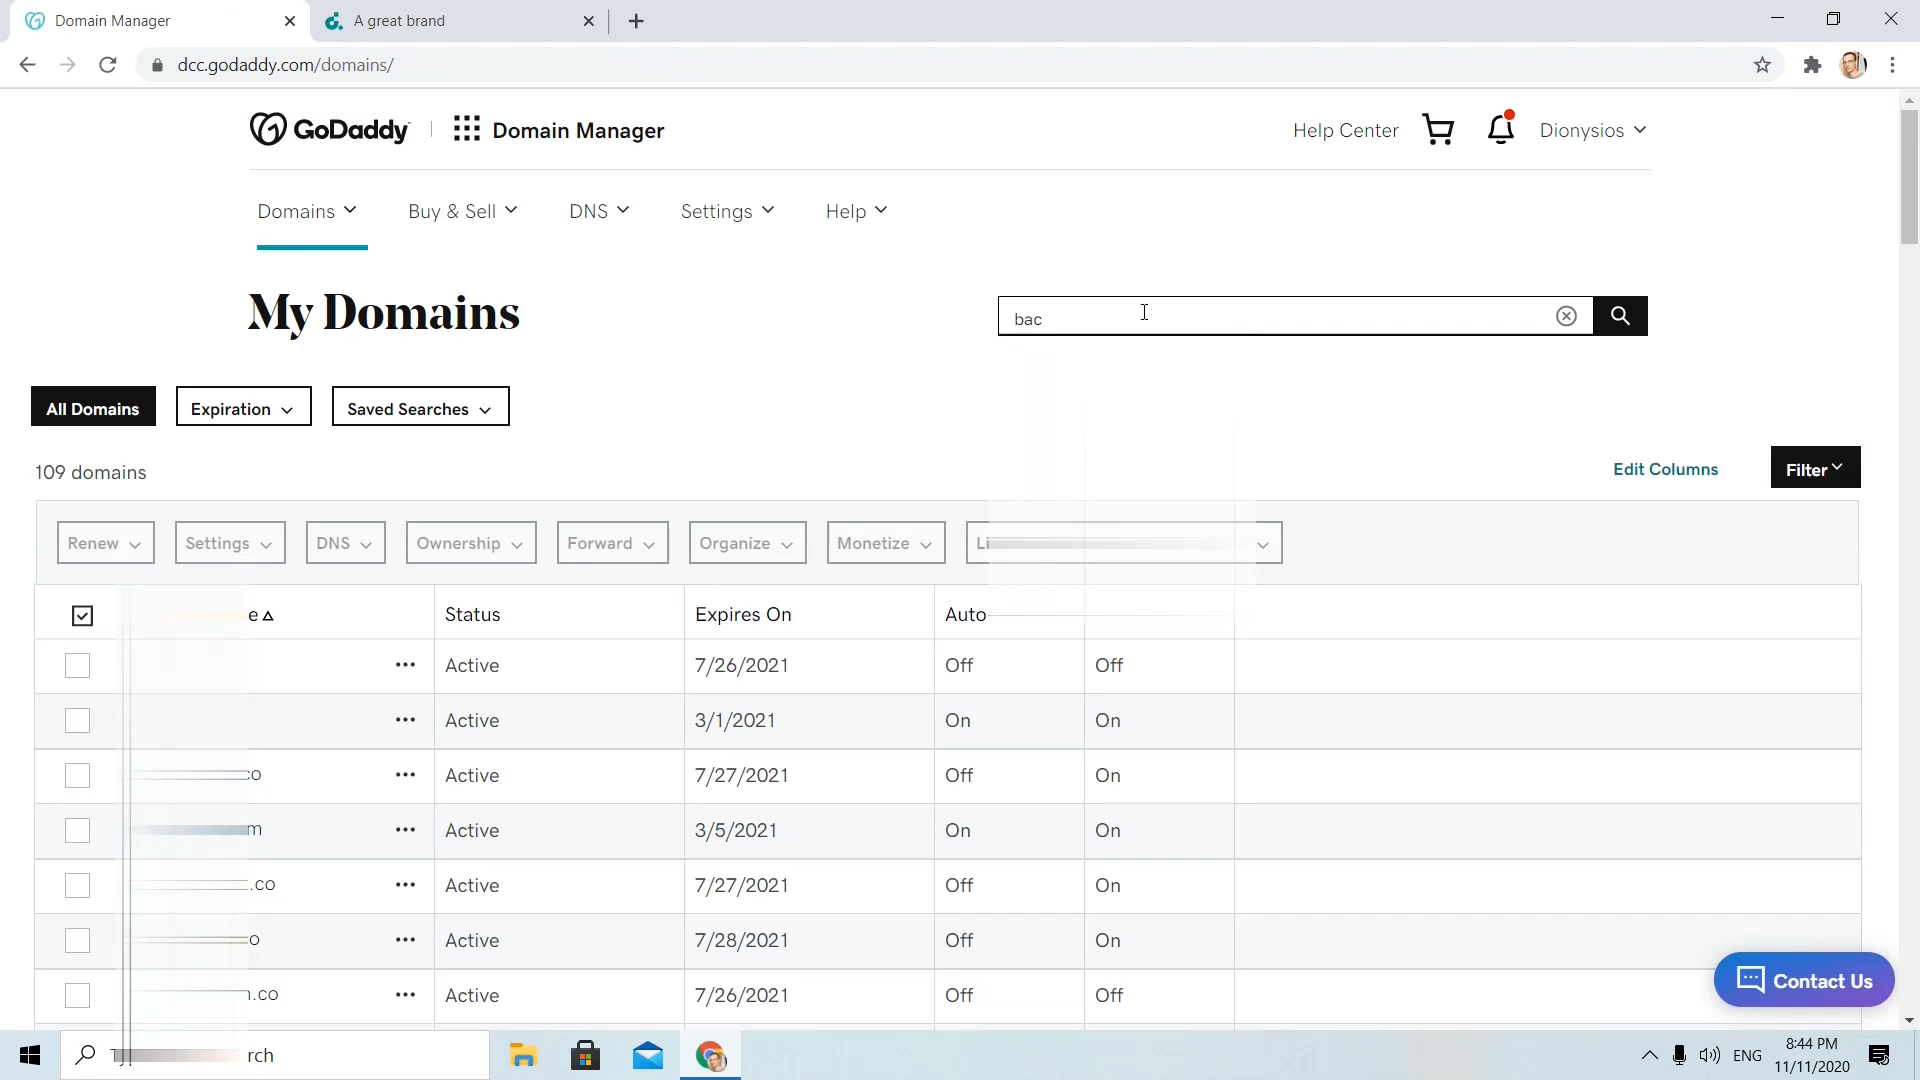 Domain Manager
A great brand
dcc.godaddy.com/domains/
GoDaddy
Domain Manager
Help Center
Dionysios
Domains
Buy & Sell
DNS
Settings
Help
My Domains
bac
All Domains
Expiration
Saved Searches
109 domains
Edit Columns
Filter
Renew
Settings
DNS
Ownership
Forward
Organize
Monetize
Status
Expires On
Auto
Active 7/26/2021 Off Off
Active 3/1/2021 On On
Active 7/27/2021 Off On
Active 3/5/2021 On On
.co Active 7/27/2021 Off On
Active 7/28/2021 Off On
.co Active 7/26/2021 Off Off
Contact Us
ENG
8:44 PM
11/11/2020